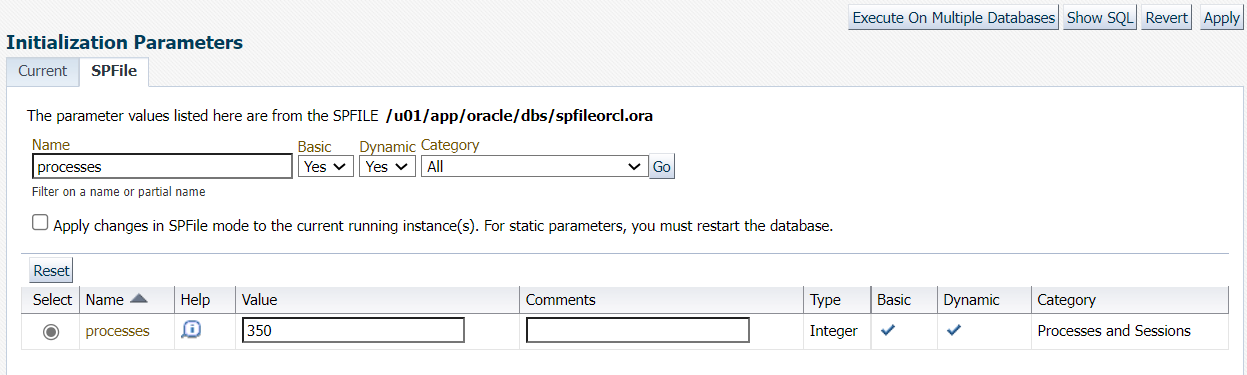 Execute On Multiple Databases Show SQL Revert Apply
Initialization Parameters
Current SPFile
The parameter values listed here are from the SPFILE /u01/app/oracle/dbs/spfileorcl.ora
Name Basic Dynamic Category
processes Yes Yes All Go
Filter on a name or partial name
Apply changes in SPFile mode to the current running instance(s). For static parameters, you must restart the database.
Reset
Select Name Help Value Comments Type Basic Dynamic Category
processes 350 Integer Processes and Sessions